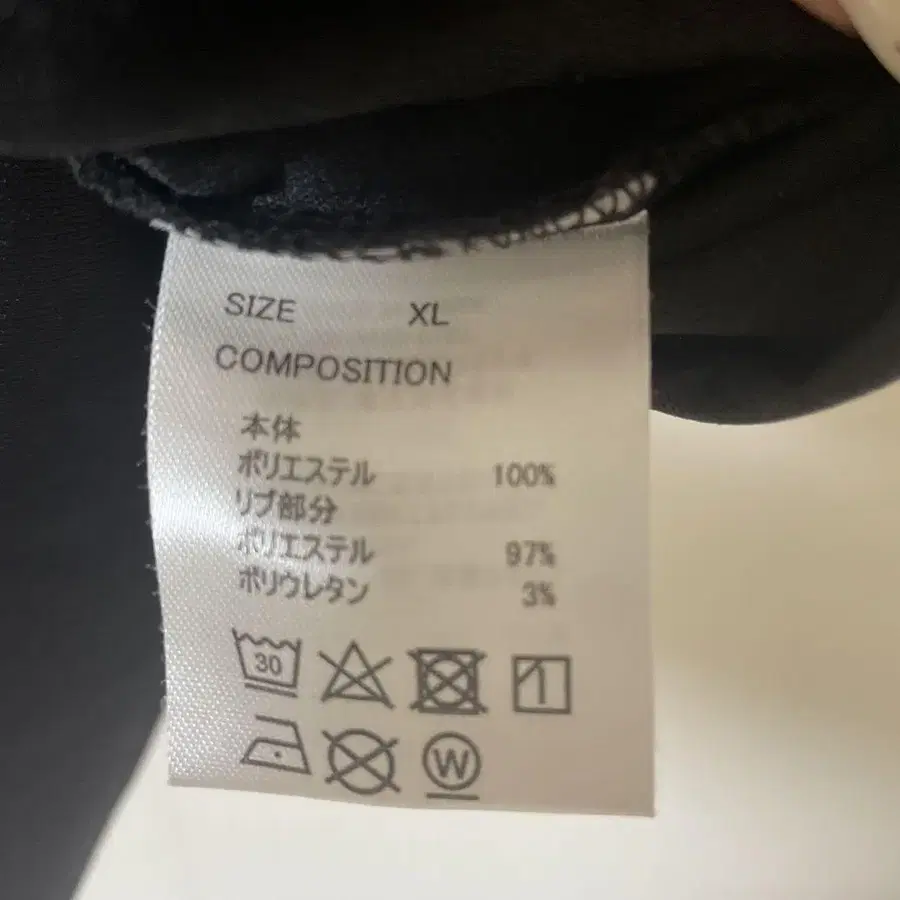 SIZE XL
COMPOSITION
本体
ポリエステル 100%
リブ部分
ポリエステル 97%
ポリウレタン 3%
30
W